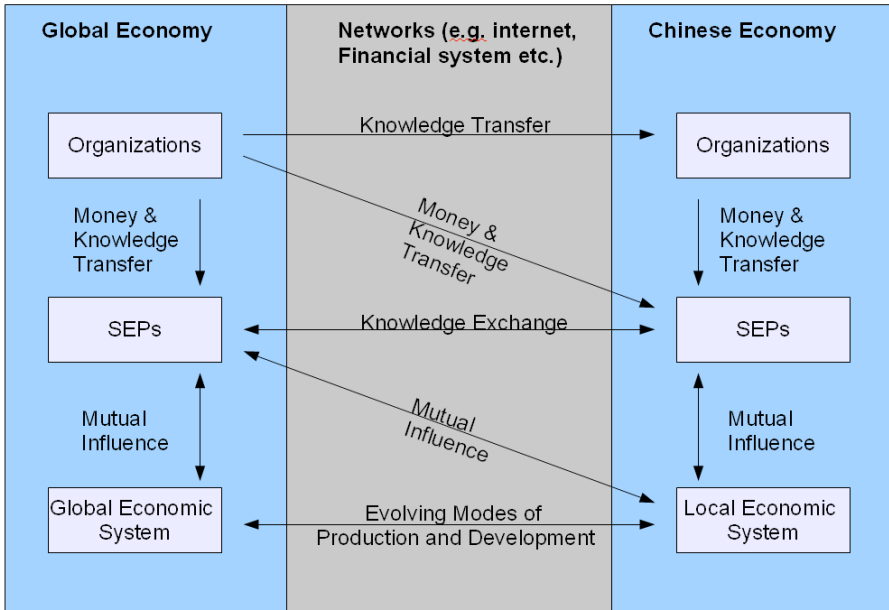 Global Economy
Networks (e.g. internet,
Financial system etc.)
Chinese Economy
Organizations
Knowledge Transfer
Organizations
Money &
Knowledge
Transfer
Money &
Knowledge
Transfer
Money &
Knowledge
Transfer
SEPs
Knowledge Exchange
SEPs
Mutual
Influence
Mutual
Influence
Mutual
Influence
Global Economic
System
Evolving Modes of
Production and Development
Local Economic
System